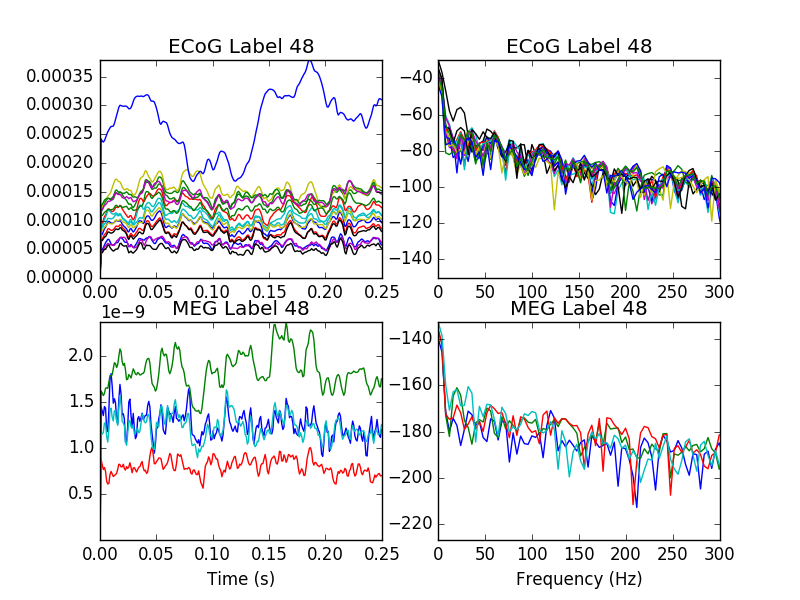 ECoG Label 48
0.00035
0.00030
0.00025
0.00020
0.00015
0.00010
0.00005
0.00000
0.00 0.05 0.10 0.15 0.20 0.25
ECoG Label 48
−40
−60
−80
−100
−120
−140
0 50 100 150 200 250 300
MEG Label 48
1e−9
2.0
1.5
1.0
0.5
0.00 0.05 0.10 0.15 0.20 0.25
Time (s)
MEG Label 48
−140
−160
−180
−200
−220
0 50 100 150 200 250 300
Frequency (Hz)